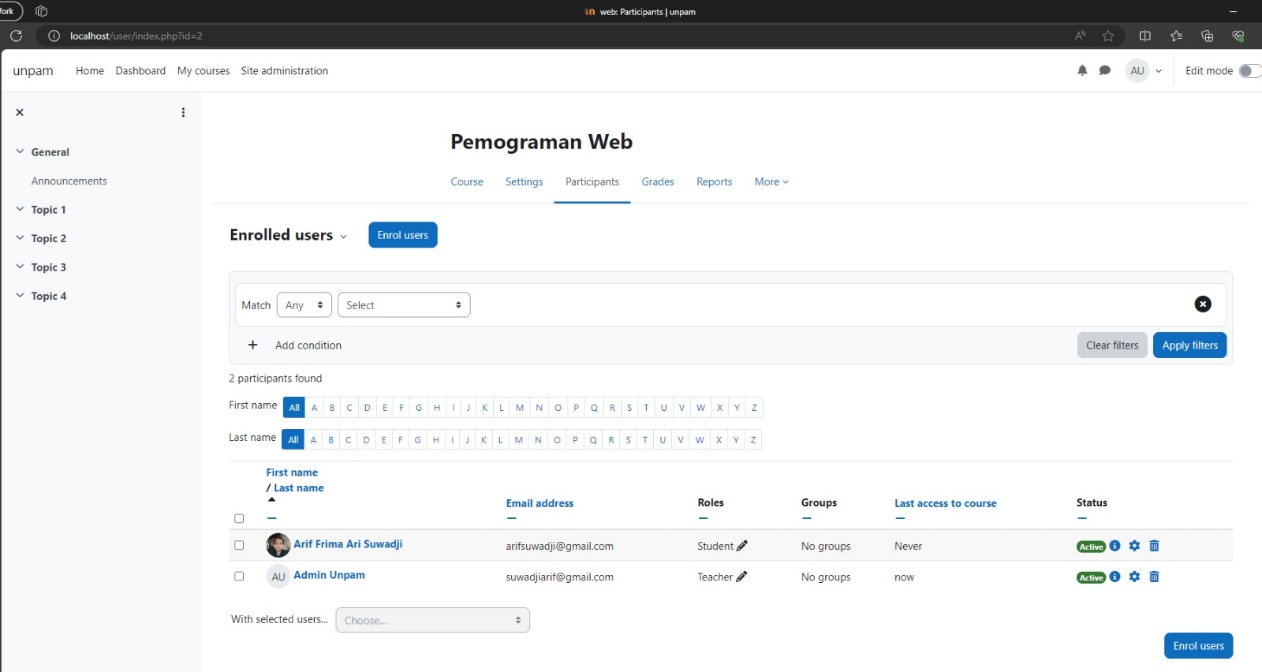 ork
web: Participants | unpam
localhost/user/index.php?id=2
unpam Home Dashboard My courses Site administration AU Edit mode
General
Announcements
Topic 1
Topic 2
Topic 3
Topic 4
Pemograman Web
Course Settings Participants Grades Reports More
Enrolled users Enrol users
Match Any Select
+ Add condition Clear filters Apply filters
2 participants found
First name All A B C D E F G H I J K L M N O P Q R S T U V W X Y Z
Last name All A B C D E F G H I J K L M N O P Q R S T U V W X Y Z
First name
/ Last name Email address Roles Groups Last access to course Status
Arif Frima Ari Suwadji arifsuwadji@gmail.com Student No groups Never Active
AU Admin Unpam suwadjiarif@gmail.com Teacher No groups now Active
With selected users... Choose...
Enrol users